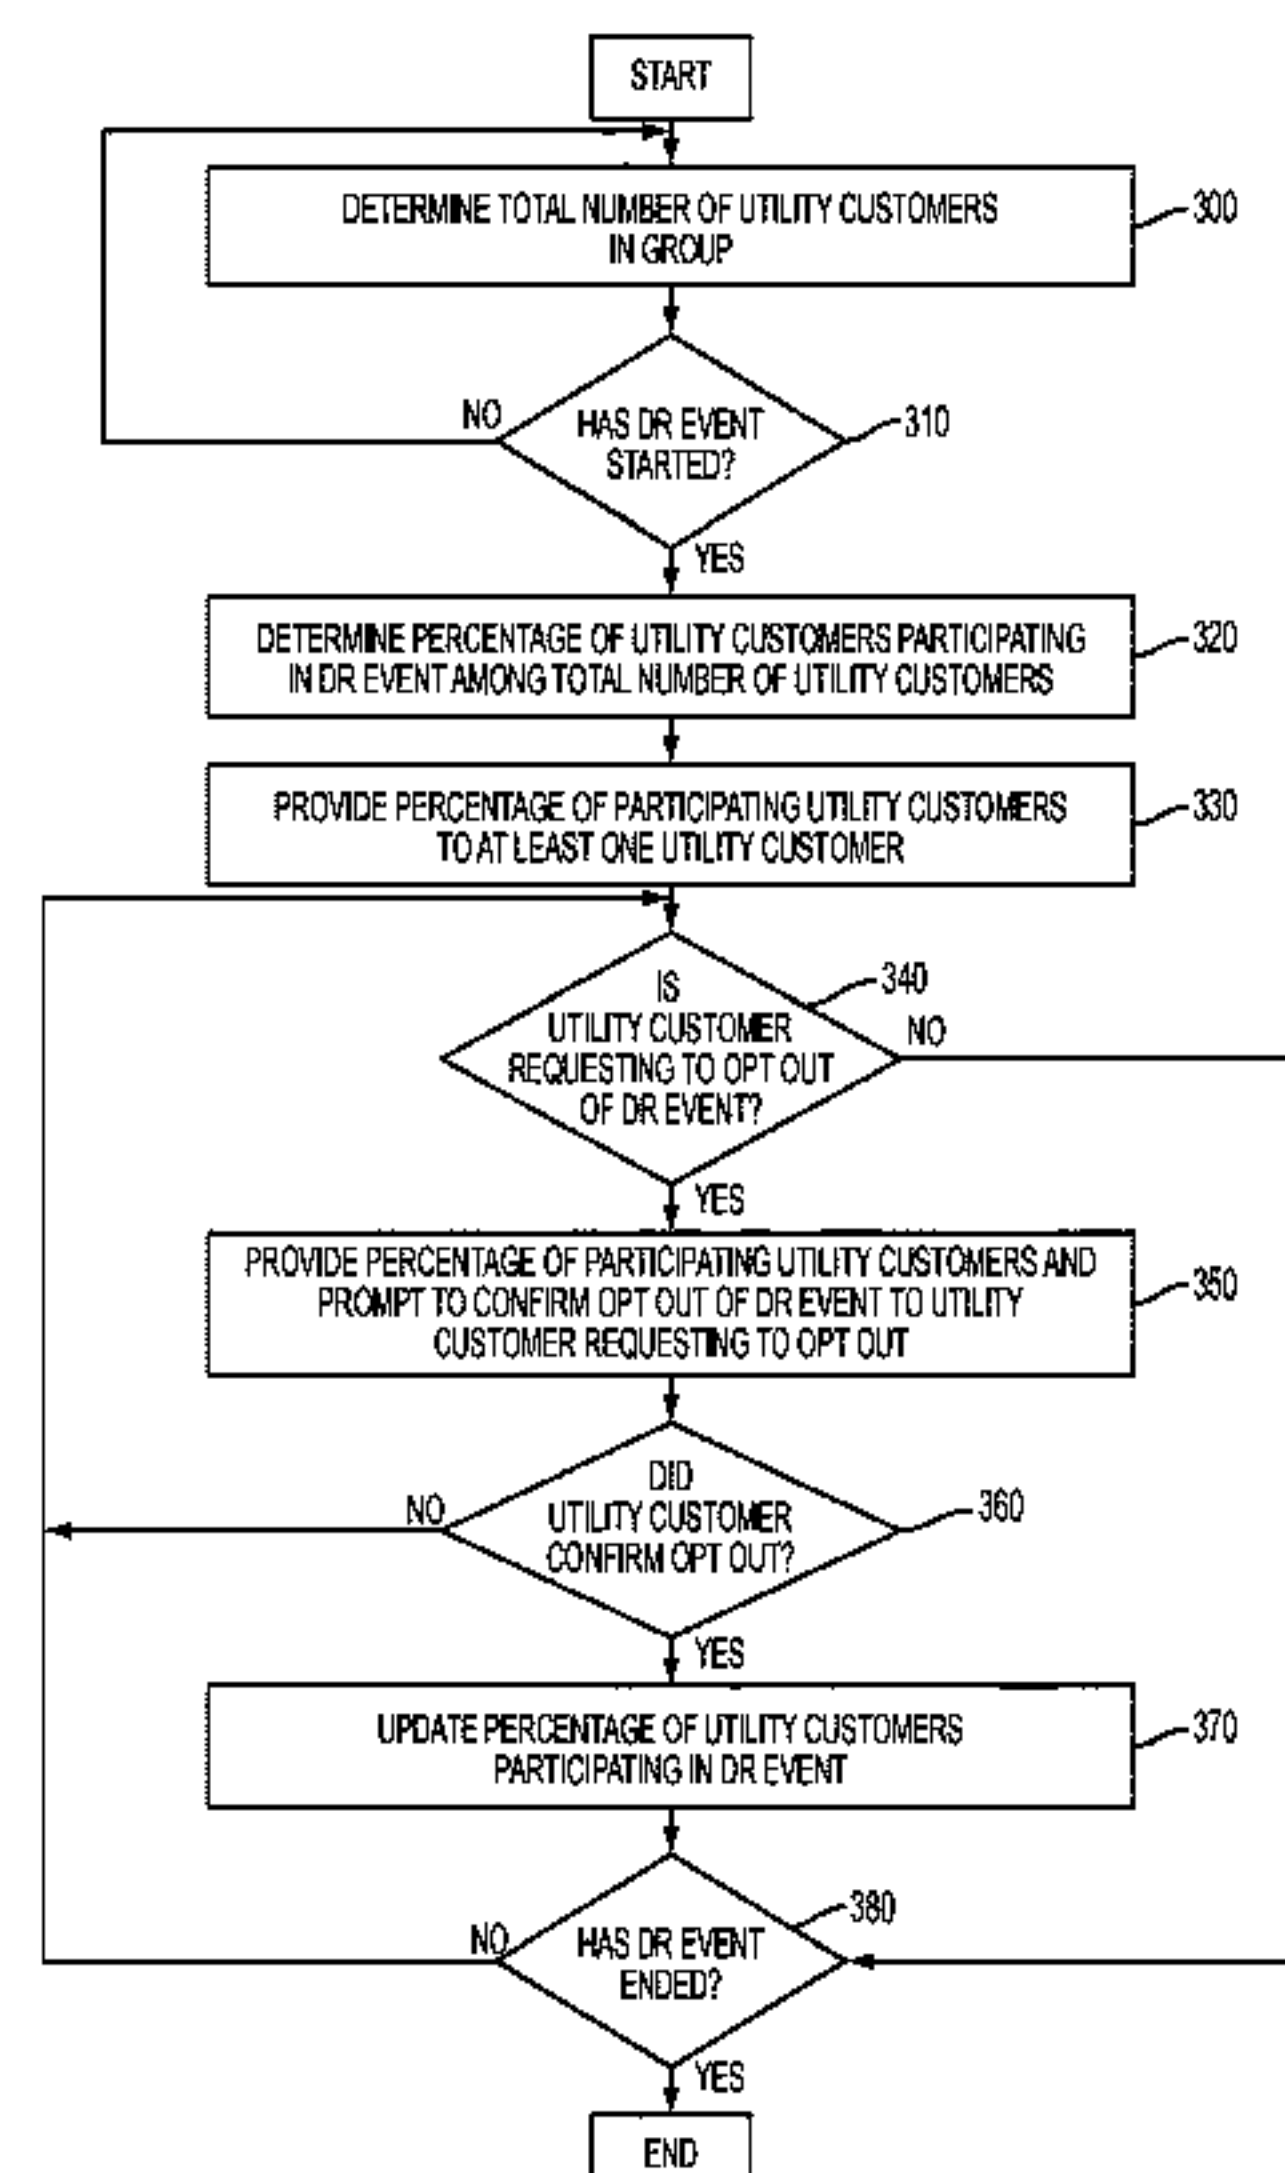 START
DETERMINE TOTAL NUMBER OF UTILITY CUSTOMERS
IN GROUP
300
HAS DR EVENT
STARTED?
310
NO
YES
DETERMINE PERCENTAGE OF UTILITY CUSTOMERS PARTICIPATING
IN DR EVENT AMONG TOTAL NUMBER OF UTILITY CUSTOMERS
320
PROVIDE PERCENTAGE OF PARTICIPATING UTILITY CUSTOMERS
TO AT LEAST ONE UTILITY CUSTOMER
330
IS
UTILITY CUSTOMER
REQUESTING TO OPT OUT
OF DR EVENT?
340
NO
YES
PROVIDE PERCENTAGE OF PARTICIPATING UTILITY CUSTOMERS AND
PROMPT TO CONFIRM OPT OUT OF DR EVENT TO UTILITY
CUSTOMER REQUESTING TO OPT OUT
350
DID
UTILITY CUSTOMER
CONFIRM OPT OUT?
360
NO
YES
UPDATE PERCENTAGE OF UTILITY CUSTOMERS
PARTICIPATING IN DR EVENT
370
HAS DR EVENT
ENDED?
380
NO
YES
END